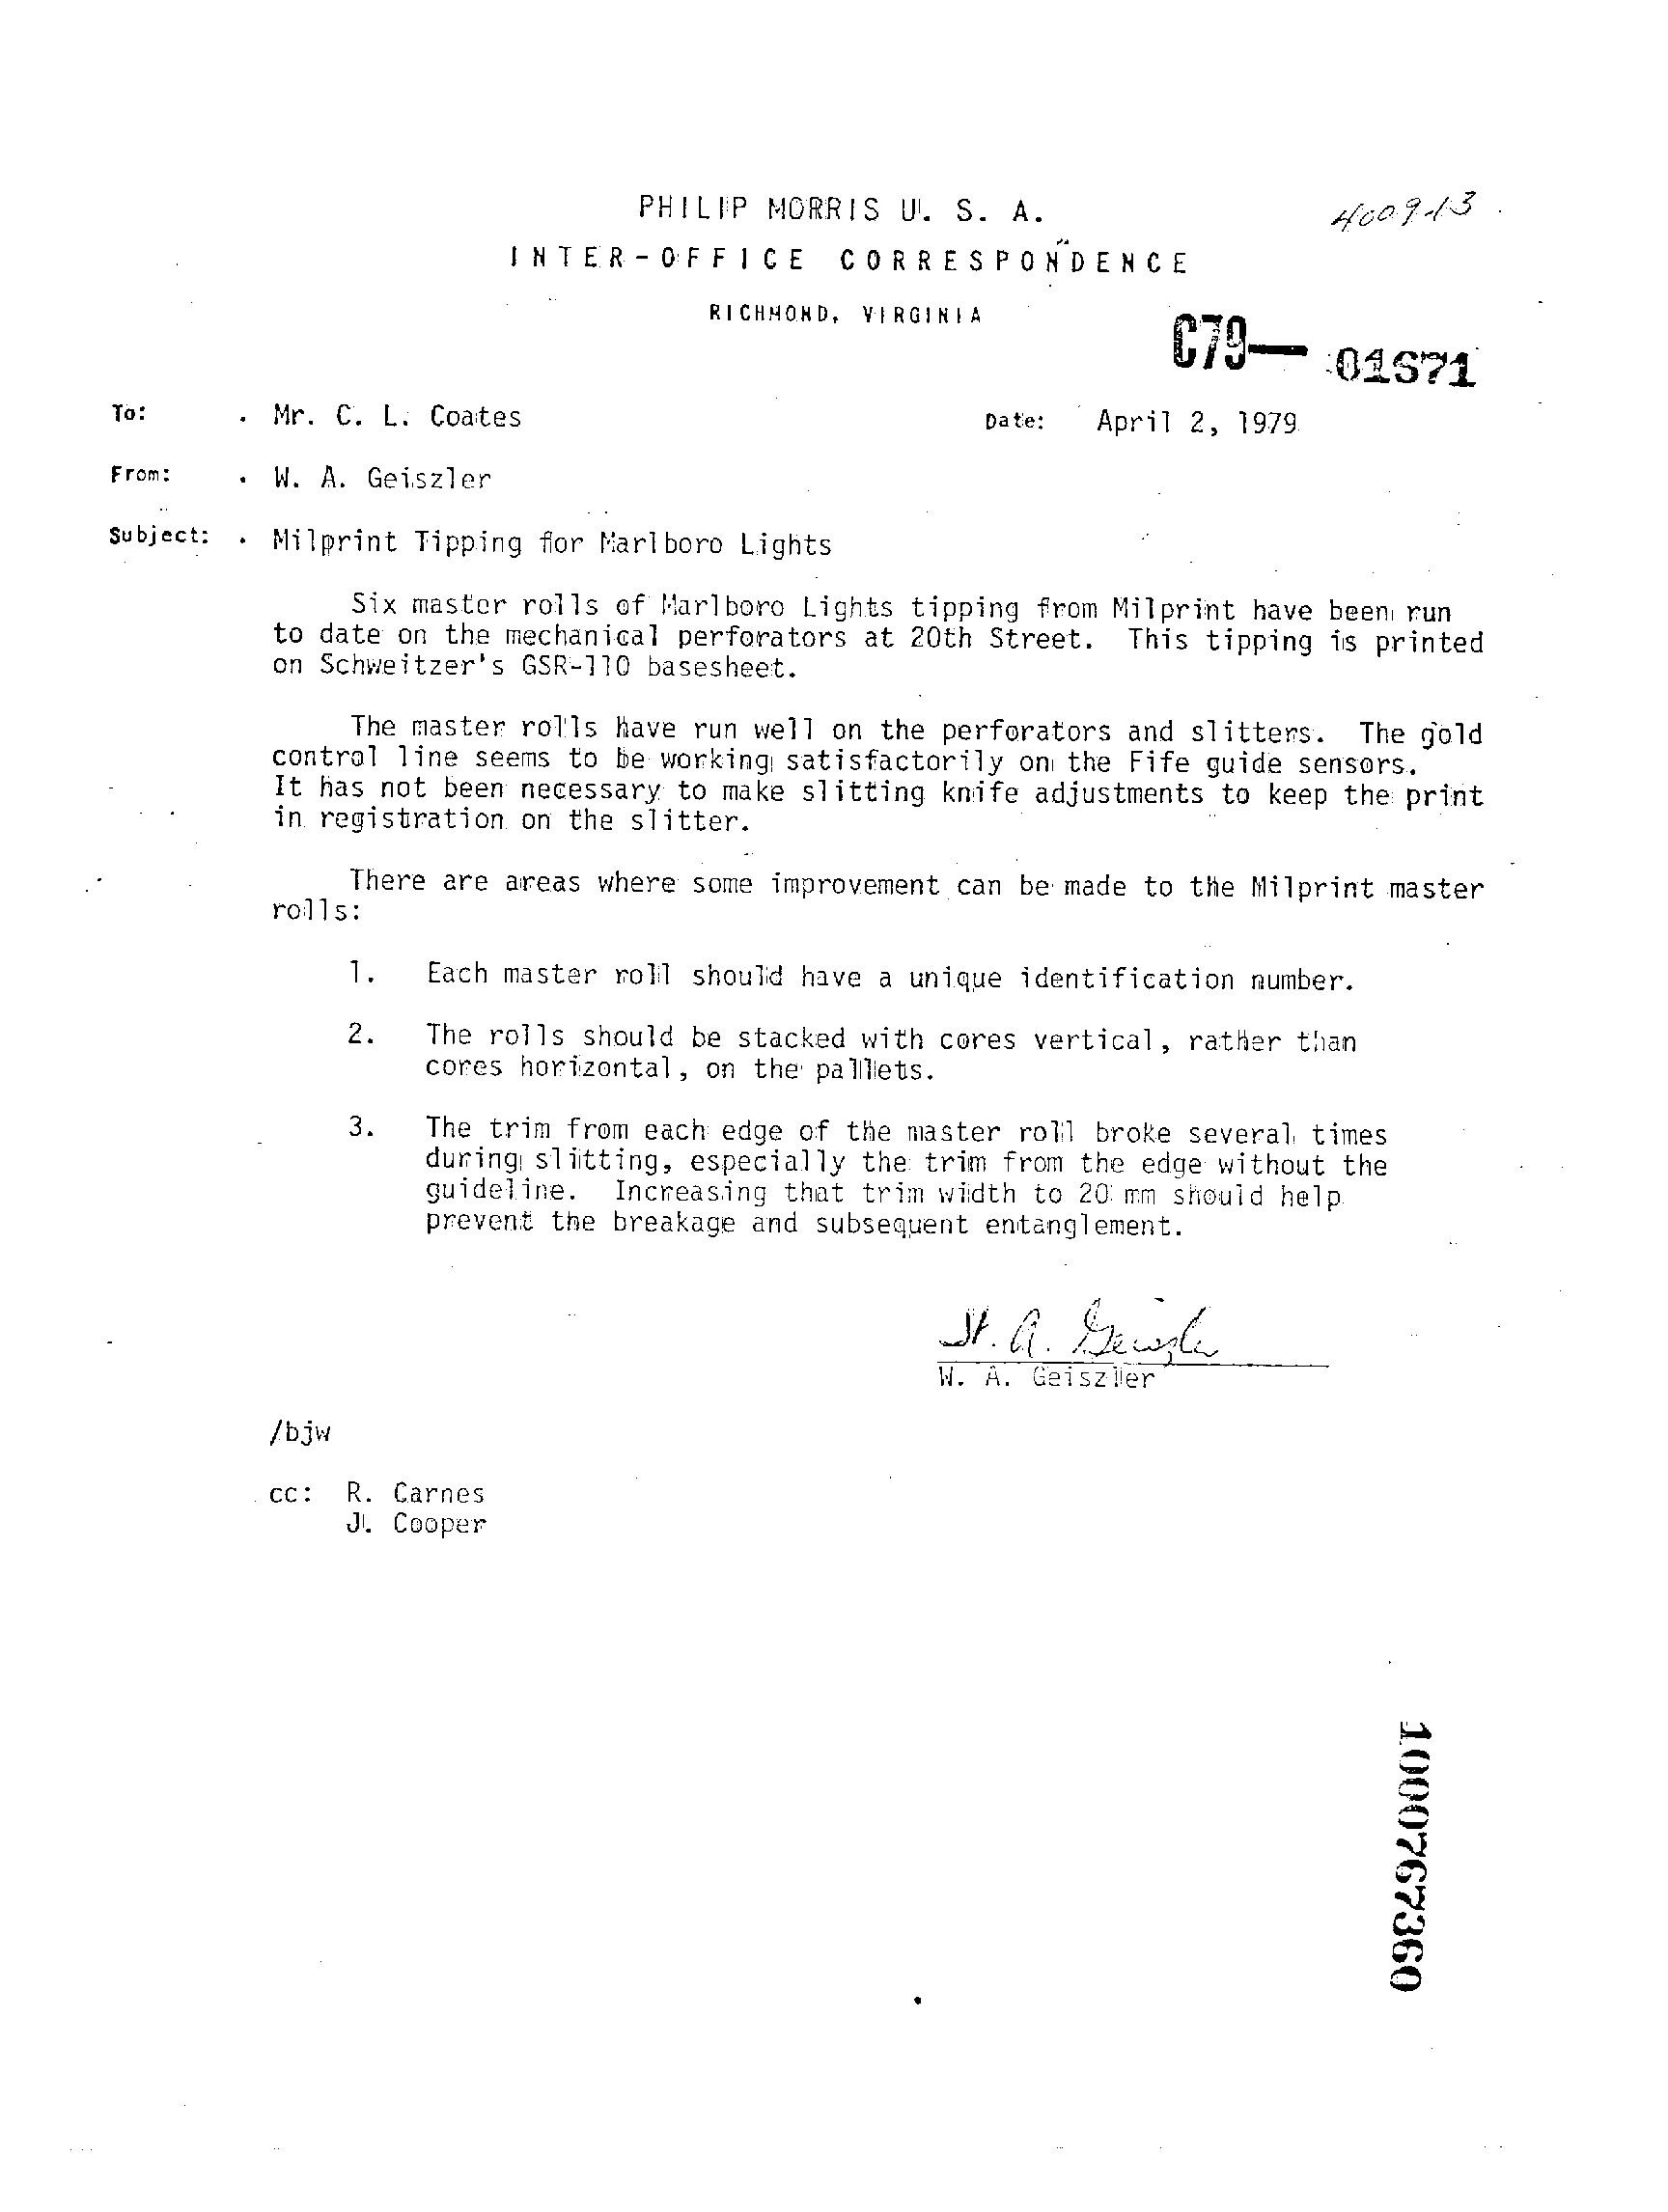 PHILIP MORRIS U. S. A.
4009-13
INTER-OFFICE CORRESPONDENCE
RICHMOND, VIRGINIA
C79— 01571
To: . Mr. C. L. Coates Date: April 2, 1979
From: . W. A. Geiszler
Subject: . Milprint Tipping for Marlboro Lights
Six master rolls of Marlboro Lights tipping from Milprint have been run
to date on the mechanical perforators at 20th Street. This tipping is printed
on Schweitzer's GSR-110 basesheet.
The master rolls have run well on the perforators and slitters. The gold
control line seems to be working satisfactorily on the Fife guide sensors.
It has not been necessary to make slitting knife adjustments to keep the print
in registration on the slitter.
There are areas where some improvement can be made to the Milprint master
rolls:
1. Each master roll should have a unique identification number.
2. The rolls should be stacked with cores vertical, rather than
cores horizontal, on the pallets.
3. The trim from each edge of the master roll broke several times
during slitting, especially the trim from the edge without the
guideline. Increasing that trim width to 20 mm should help
prevent the breakage and subsequent entanglement.
W. A. Geiszler
W. A. Geiszler
/bjw
cc: R. Carnes
J. Cooper
1000767360